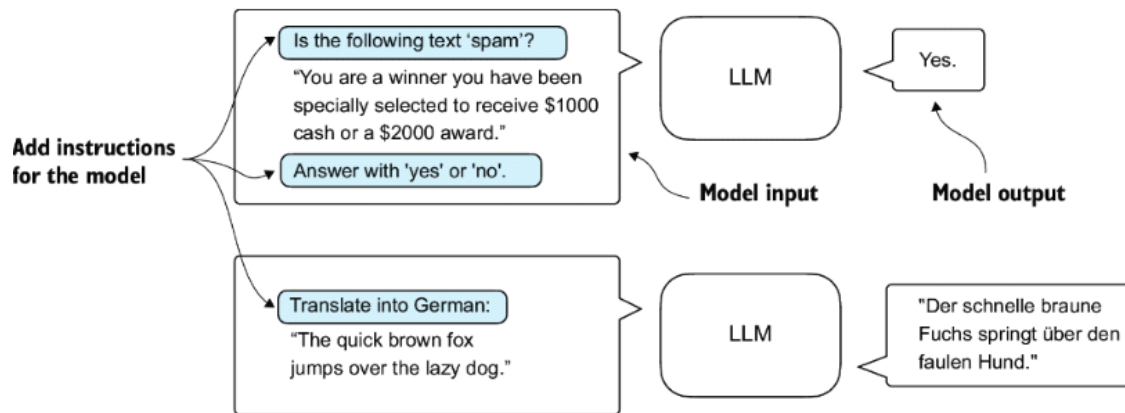 Is the following text ‘spam’?
“You are a winner you have been
specially selected to receive $1000
cash or a $2000 award.”
Answer with 'yes' or 'no'.
LLM
Yes.
Add instructions
for the model
Model input
Model output
Translate into German:
“The quick brown fox
jumps over the lazy dog.”
LLM
"Der schnelle braune
Fuchs springt über den
faulen Hund."